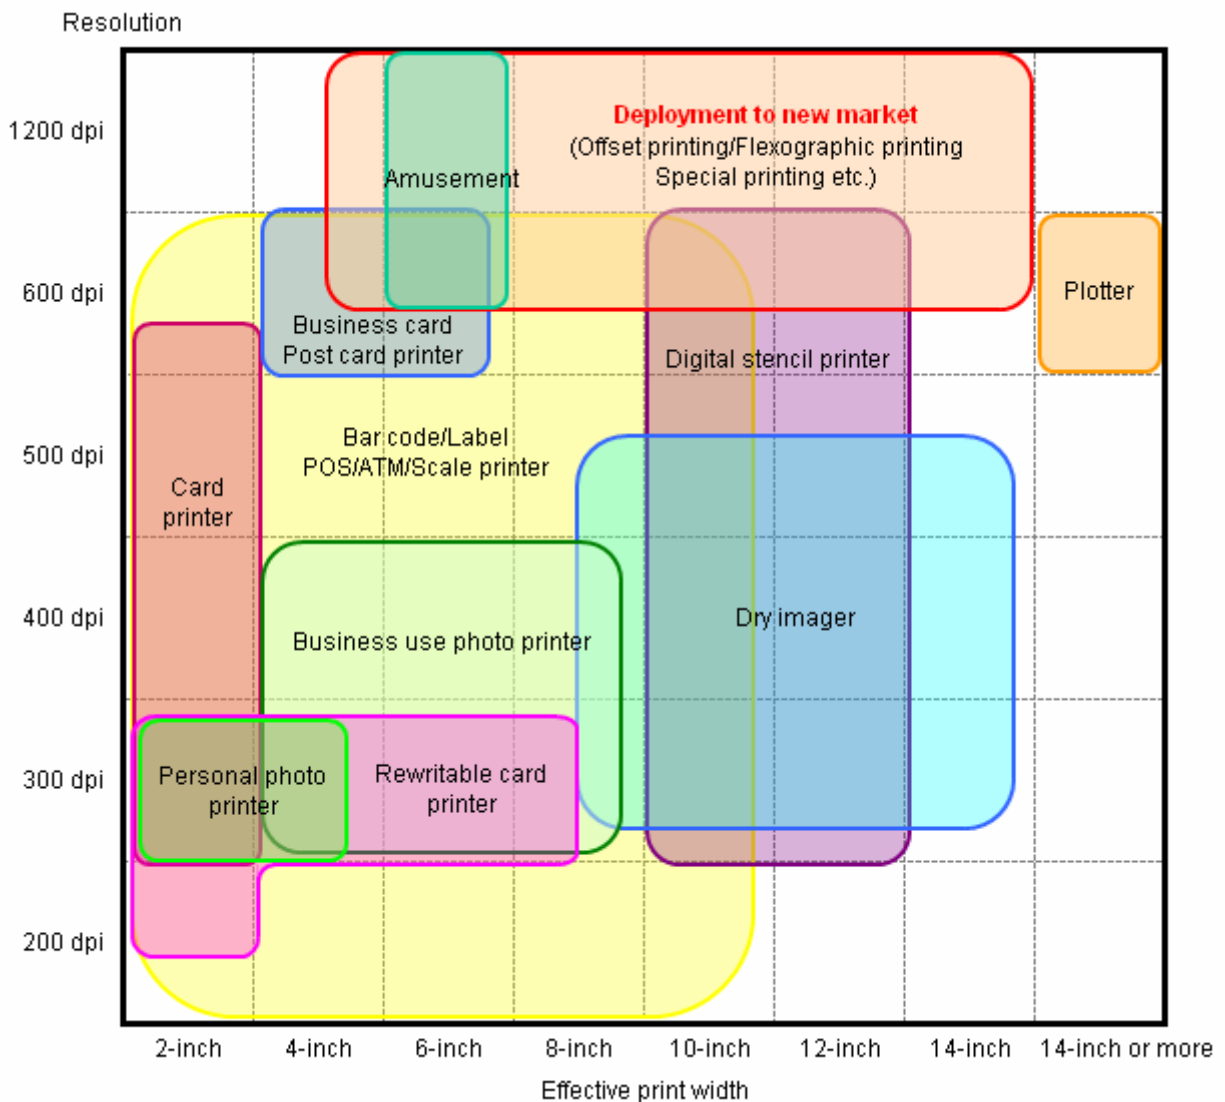 Resolution
1200 dpi
600 dpi
500 dpi
400 dpi
300 dpi
200 dpi
Deployment to new market
(Offset printing/Flexographic printing
Special printing etc.)
Amusement
Plotter
Business card
Post card printer
Digital stencil printer
Bar code/Label
POS/ATM/Scale printer
Card
printer
Dry imager
Business use photo printer
Personal photo
printer
Rewritable card
printer
2-inch
4-inch
6-inch
8-inch
10-inch
12-inch
14-inch
14-inch or more
Effective print width